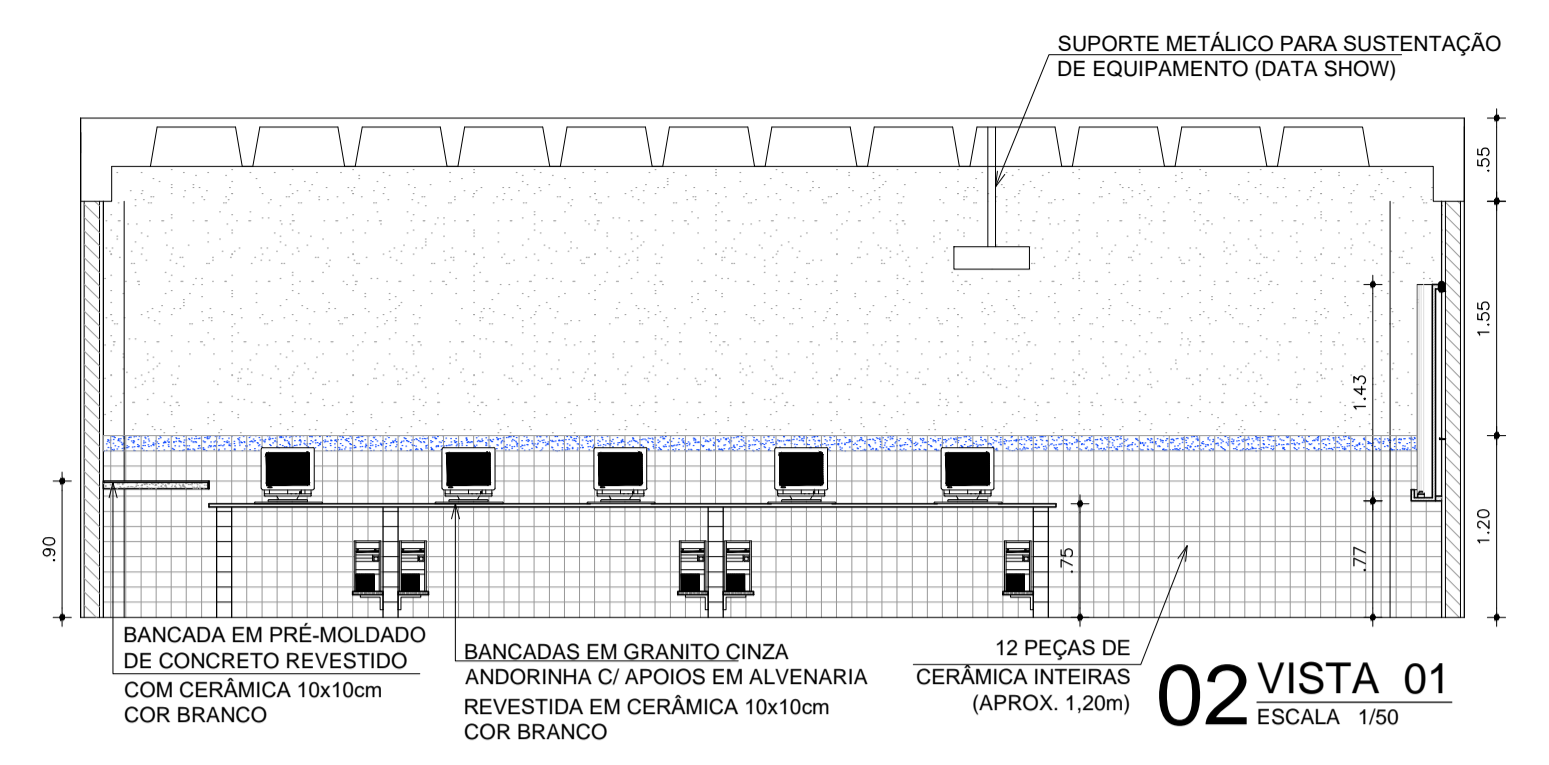 SUPORTE METÁLICO PARA SUSTENTAÇÃO
DE EQUIPAMENTO (DATA SHOW)
.55
1.55
1.43
1.20
.90
.75
.77
BANCADA EM PRÉ-MOLDADO
DE CONCRETO REVESTIDO
COM CERÂMICA 10x10cm
COR BRANCO
BANCADAS EM GRANITO CINZA
ANDORINHA C/ APOIOS EM ALVENARIA
REVESTIDA EM CERÂMICA 10x10cm
COR BRANCO
12 PEÇAS DE
CERÂMICA INTEIRAS
(APROX. 1,20m)
02 VISTA 01
ESCALA 1/50